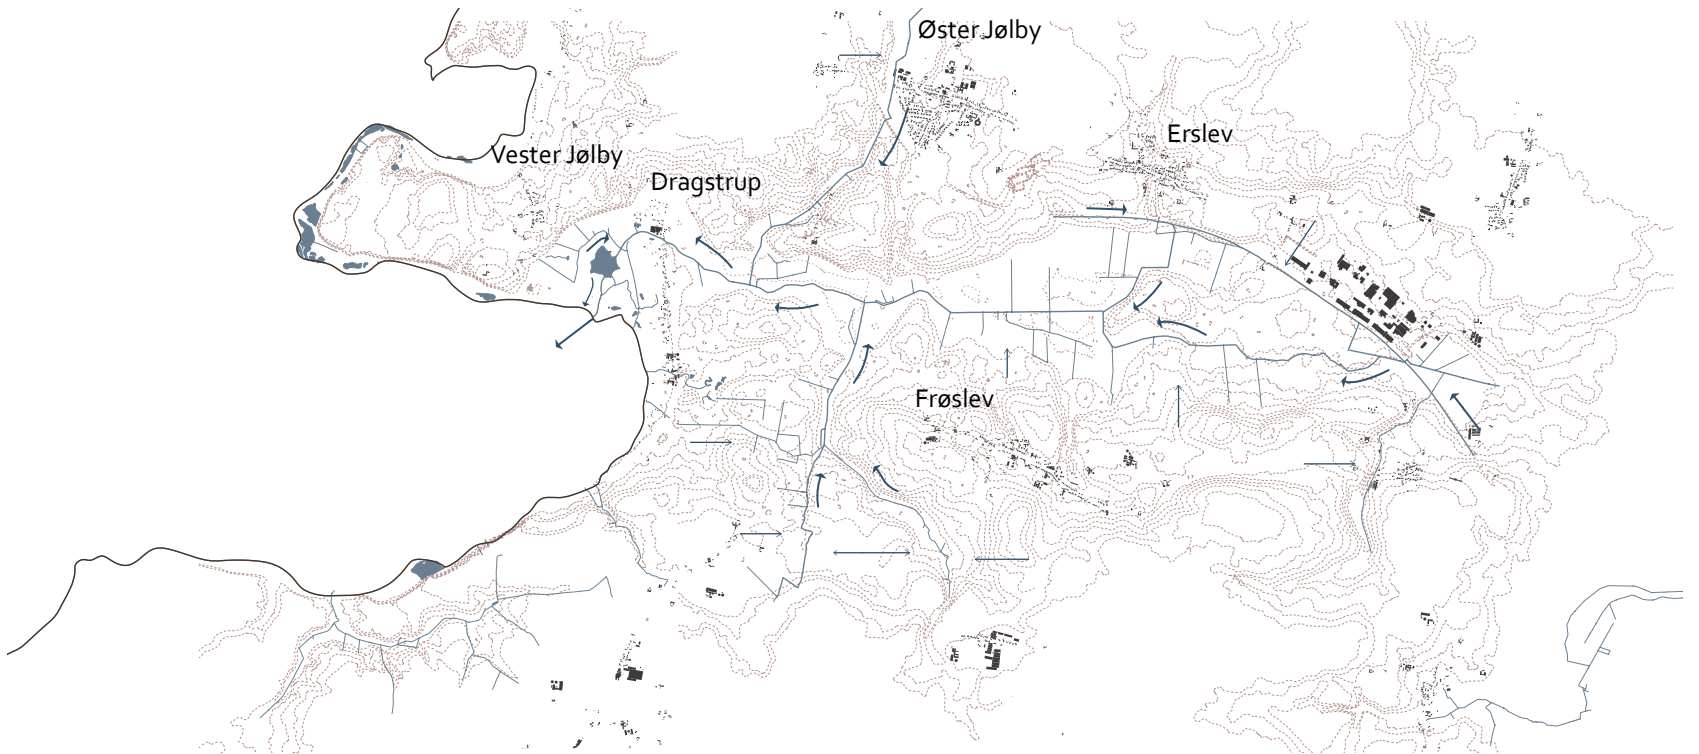 Øster Jølby
Erslev
Vester Jølby
Dragstrup
Frøslev